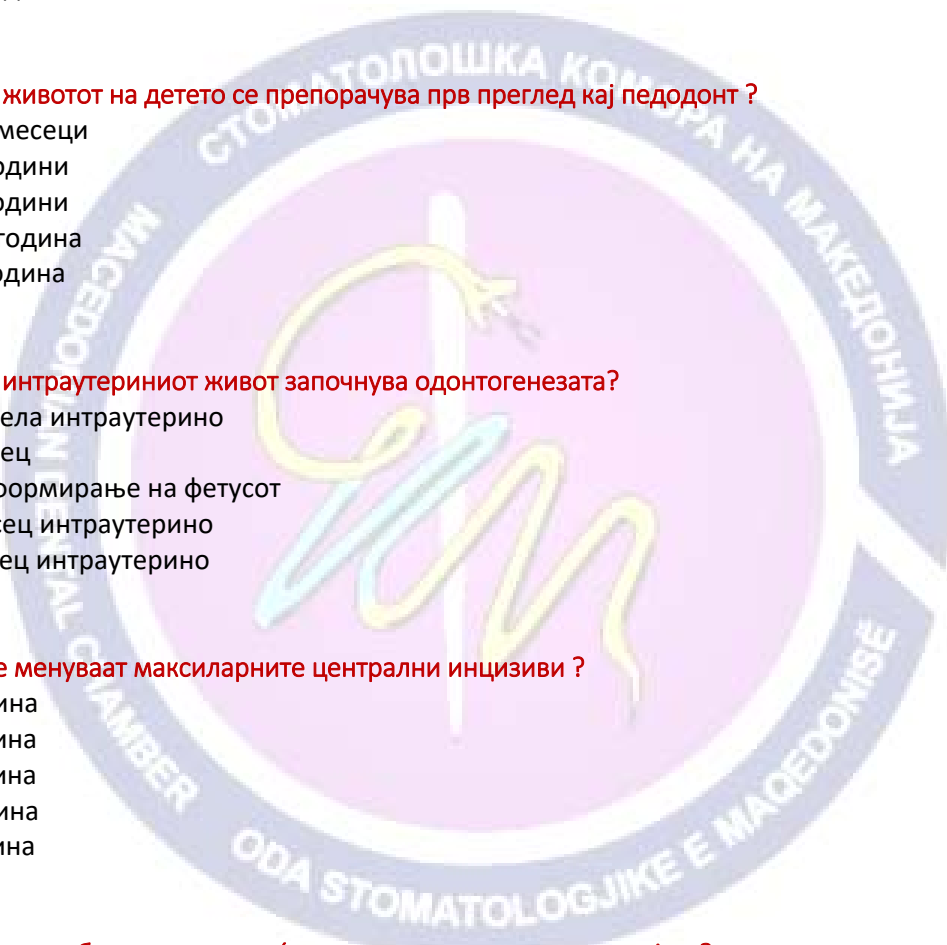 животот на детето се препорачува прв преглед кај педодонт ?
месеци
одини
одини
година
одина
интраутериниот живот започнува одонтогенезата?
ела интраутерино
ец
формирање на фетусот
сец интраутерино
ец интраутерино
е менуваат максиларните централни инцизиви ?
ина
ина
ина
ина
ина
СТОМАТОЛОШКА КОМОРА НА МАКЕДОНИЈА
MACEDONIAN DENTAL CHAMBER
ODA STOMATOLOGJIKE E MAQEDONISË